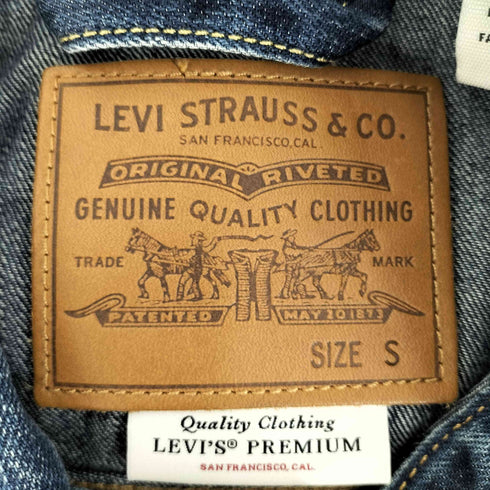 LEVI STRAUSS & CO.
SAN FRANCISCO, CAL.
ORIGINAL RIVETED
GENUINE QUALITY CLOTHING
TRADE MARK
PATENTED MAY 20 1873
SIZE S
Quality Clothing
LEVI'S® PREMIUM
SAN FRANCISCO, CAL.
FA